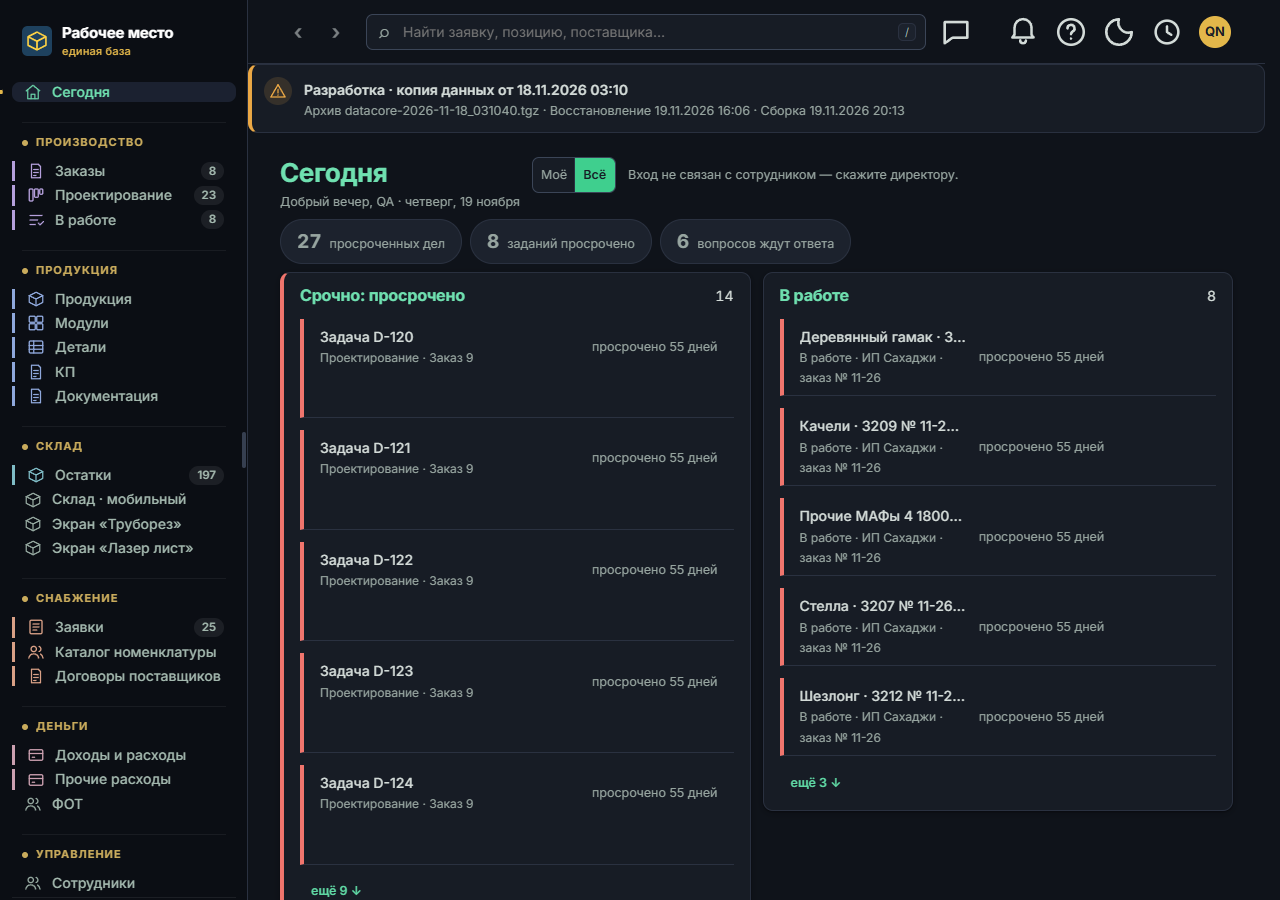 Рабочее место
единая база
Сегодня
ПРОИЗВОДСТВО
Заказы 8
Проектирование 23
В работе 8
ПРОДУКЦИЯ
Продукция
Модули
Детали
КП
Документация
СКЛАД
Остатки 197
Склад · мобильный
Экран «Труборез»
Экран «Лазер лист»
СНАБЖЕНИЕ
Заявки 25
Каталог номенклатуры
Договоры поставщиков
ДЕНЬГИ
Доходы и расходы
Прочие расходы
ФОТ
УПРАВЛЕНИЕ
Сотрудники
Найти заявку, позицию, поставщика... /
QN
Разработка · копия данных от 18.11.2026 03:10
Архив datacore-2026-11-18_031040.tgz · Восстановление 19.11.2026 16:06 · Сборка 19.11.2026 20:13
Сегодня
Добрый вечер, QA · четверг, 19 ноября
Моё Всё
Вход не связан с сотрудником — скажите директору.
27 просроченных дел
8 заданий просрочено
6 вопросов ждут ответа
Срочно: просрочено 14
Задача D-120
Проектирование · Заказ 9
просрочено 55 дней
Задача D-121
Проектирование · Заказ 9
просрочено 55 дней
Задача D-122
Проектирование · Заказ 9
просрочено 55 дней
Задача D-123
Проектирование · Заказ 9
просрочено 55 дней
Задача D-124
Проектирование · Заказ 9
просрочено 55 дней
ещё 9 ↓
В работе 8
Деревянный гамак · 3...
В работе · ИП Сахаджи ·
заказ № 11-26
просрочено 55 дней
Качели · 3209 № 11-2...
В работе · ИП Сахаджи ·
заказ № 11-26
просрочено 55 дней
Прочие МАФы 4 1800...
В работе · ИП Сахаджи ·
заказ № 11-26
просрочено 55 дней
Стелла · 3207 № 11-26...
В работе · ИП Сахаджи ·
заказ № 11-26
просрочено 55 дней
Шезлонг · 3212 № 11-2...
В работе · ИП Сахаджи ·
заказ № 11-26
просрочено 55 дней
ещё 3 ↓